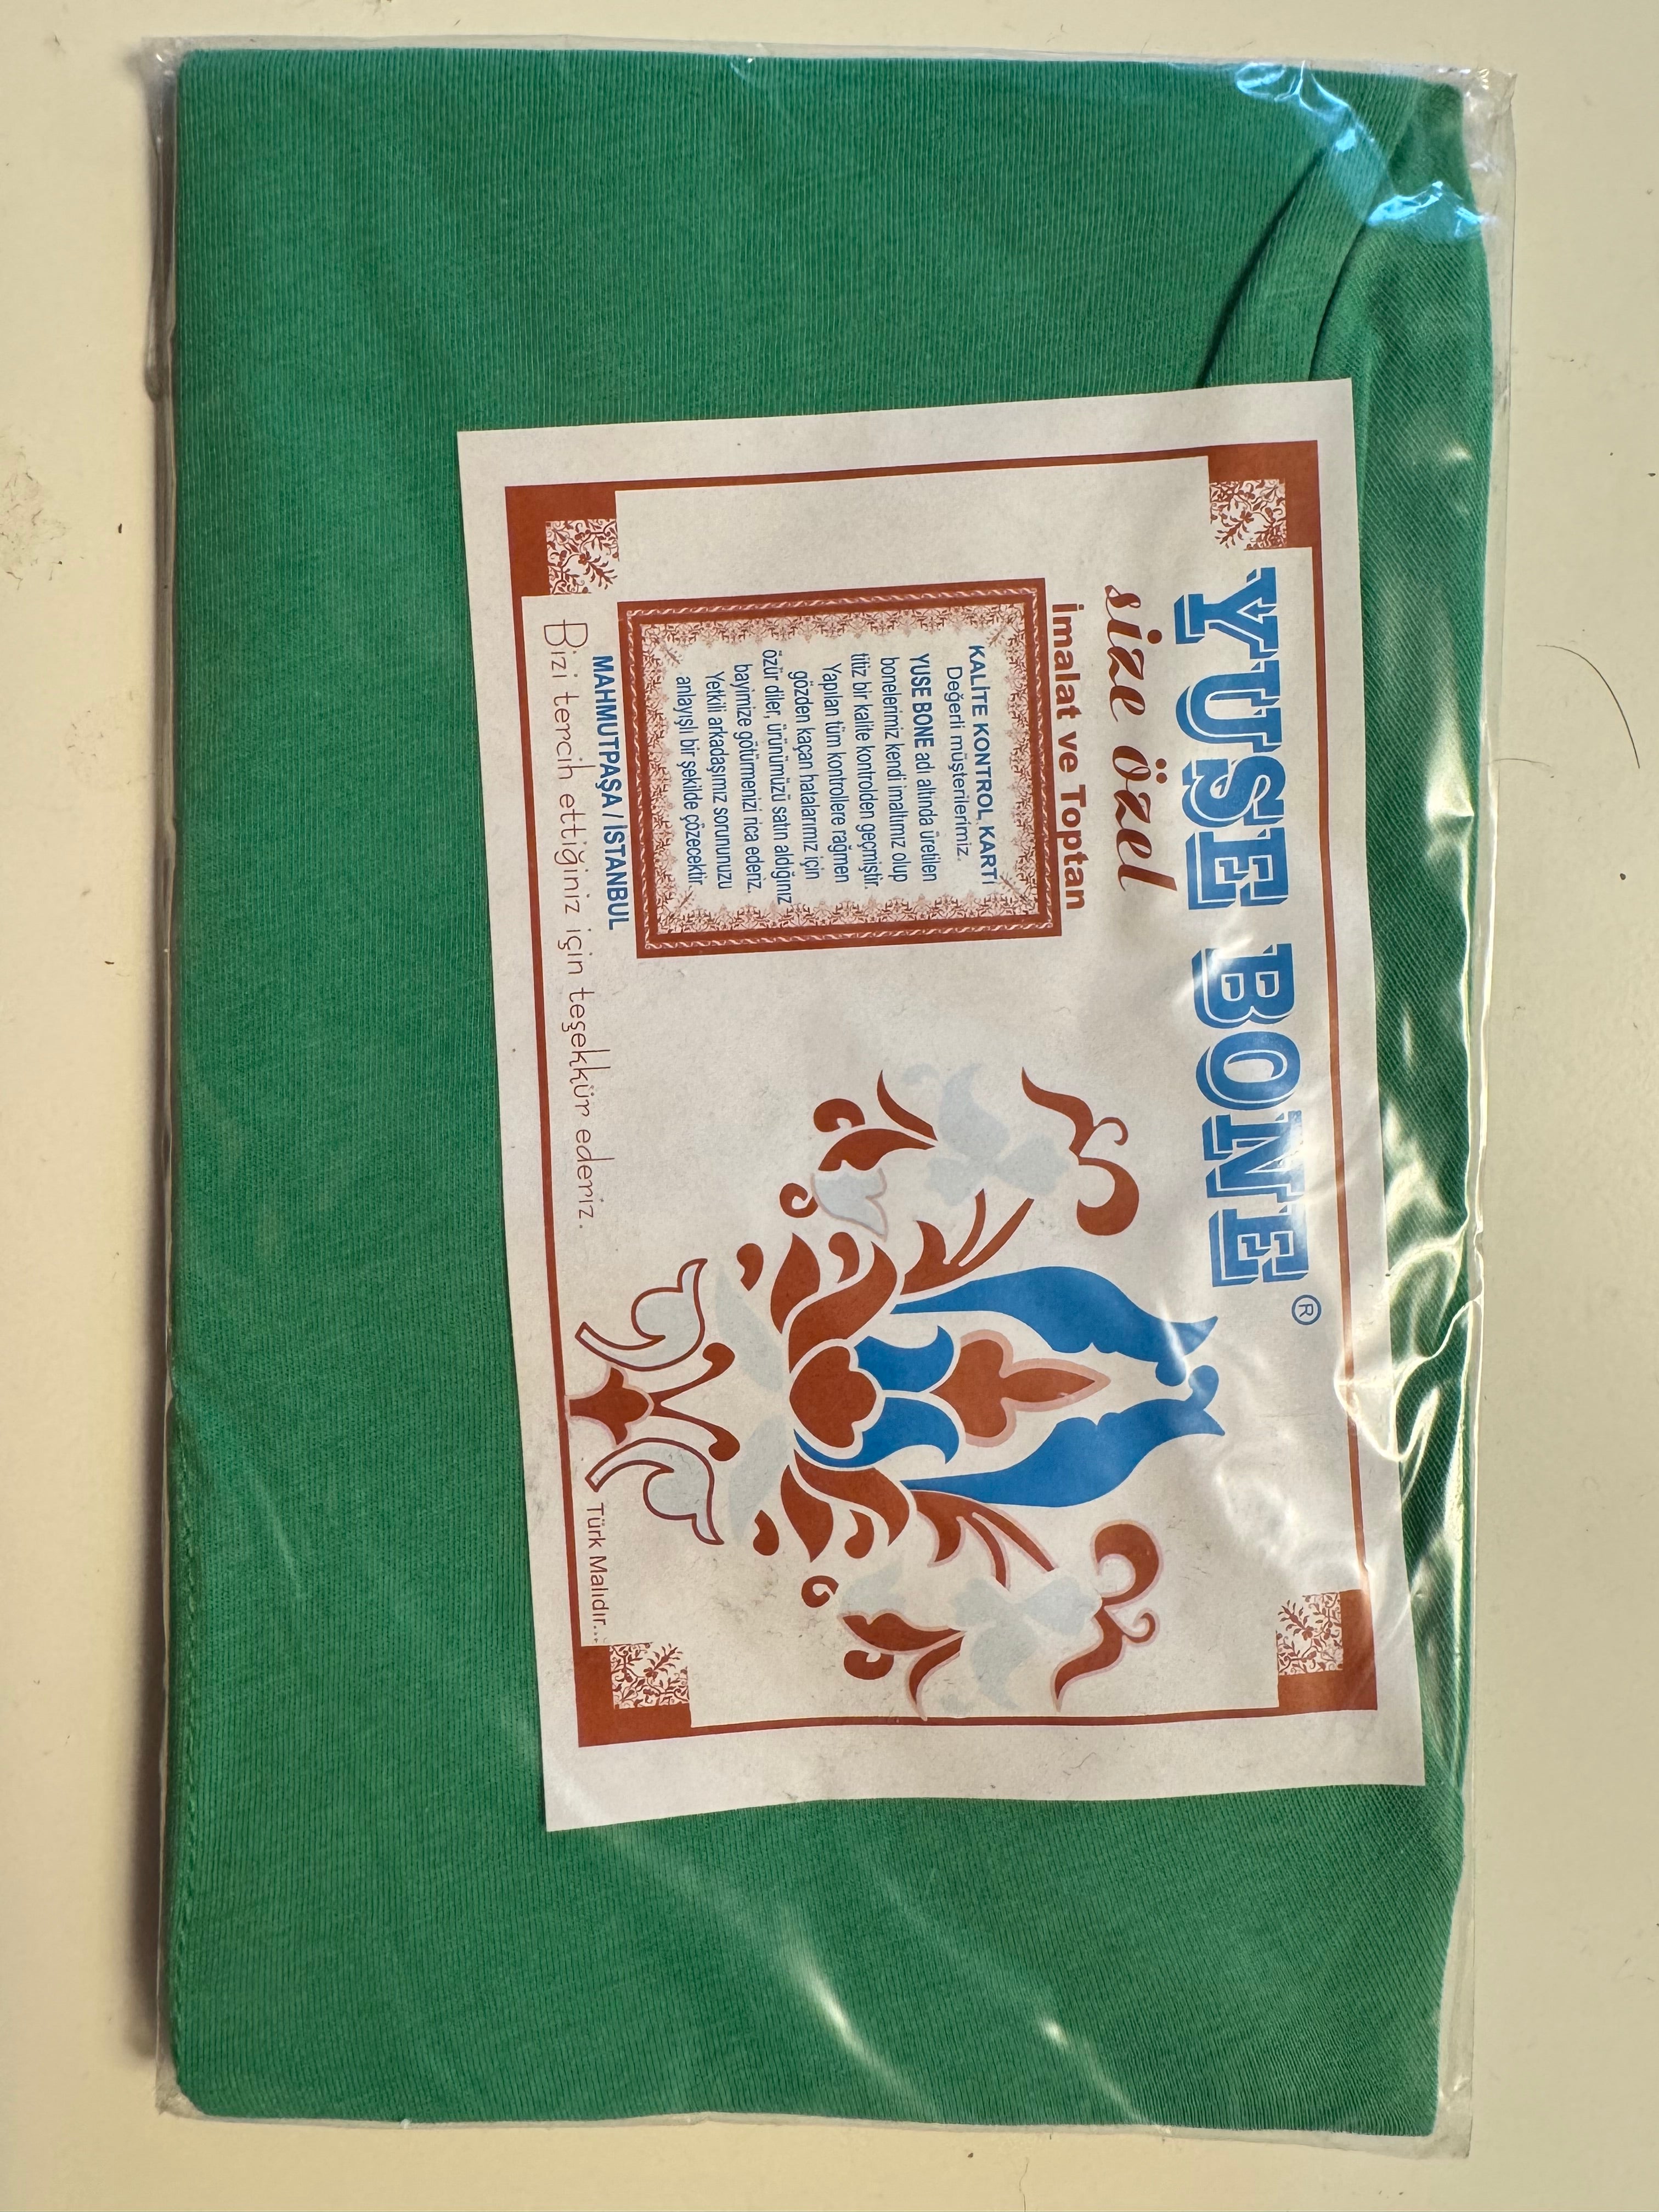 YUŞE BONE ®
size özel
İmalat ve Toptan
KALİTE KONTROL KARTI
Değerli müşterilerimiz.
YUSE BONE adı altında üretilen
bonelerimiz kendi imaltımız olup
titiz bir kalite kontrolden geçmiştir.
Yapılan tüm kontrollere rağmen
gözden kaçan hatalarımız için
özür diler, ürünümüzü satın aldığınız
bayimize götürmenizi rica ederiz.
Yetkili arkadaşımız sorununuzu
anlayışlı bir şekilde çözecektir.
MAHMUTPAŞA / İSTANBUL
Bizi tercih ettiğiniz için teşekkür ederiz.
Türk Malıdır...